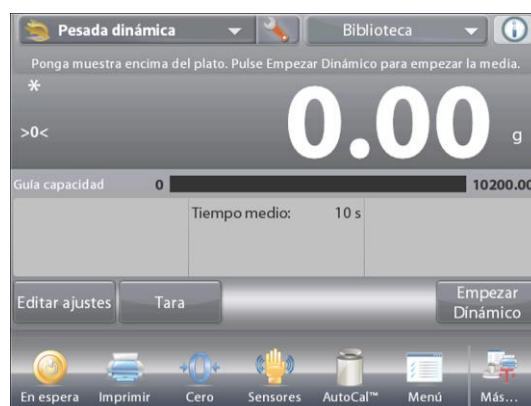 Pesada dinámica Biblioteca
Ponga muestra encima del plato. Pulse Empezar Dinámico para empezar la media.
*
>0< 0.00 g
Guía capacidad 0 10200.00
Tiempo medio: 10 s
Editar ajustes Tara Empezar
Dinámico
En espera Imprimir Cero Sensores AutoCal™ Menú Más...